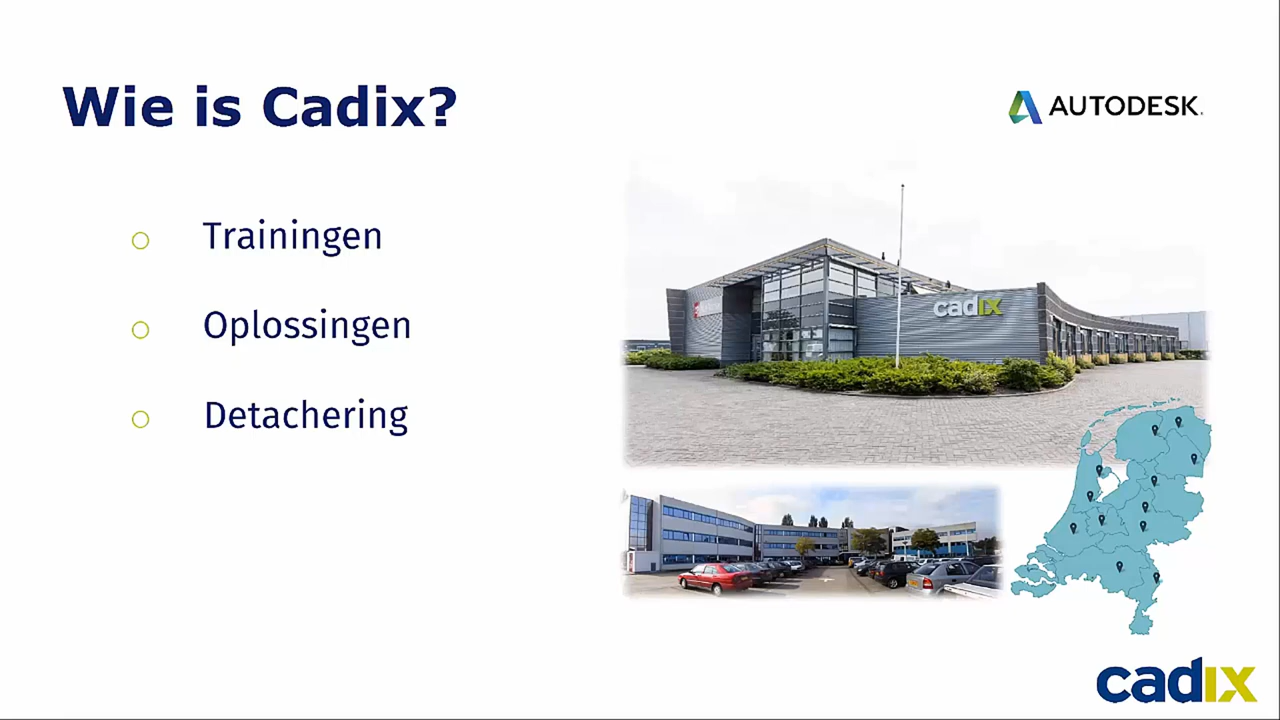 Wie is Cadix?
AUTODESK.
Trainingen
Oplossingen
Detachering
cadix
cadix